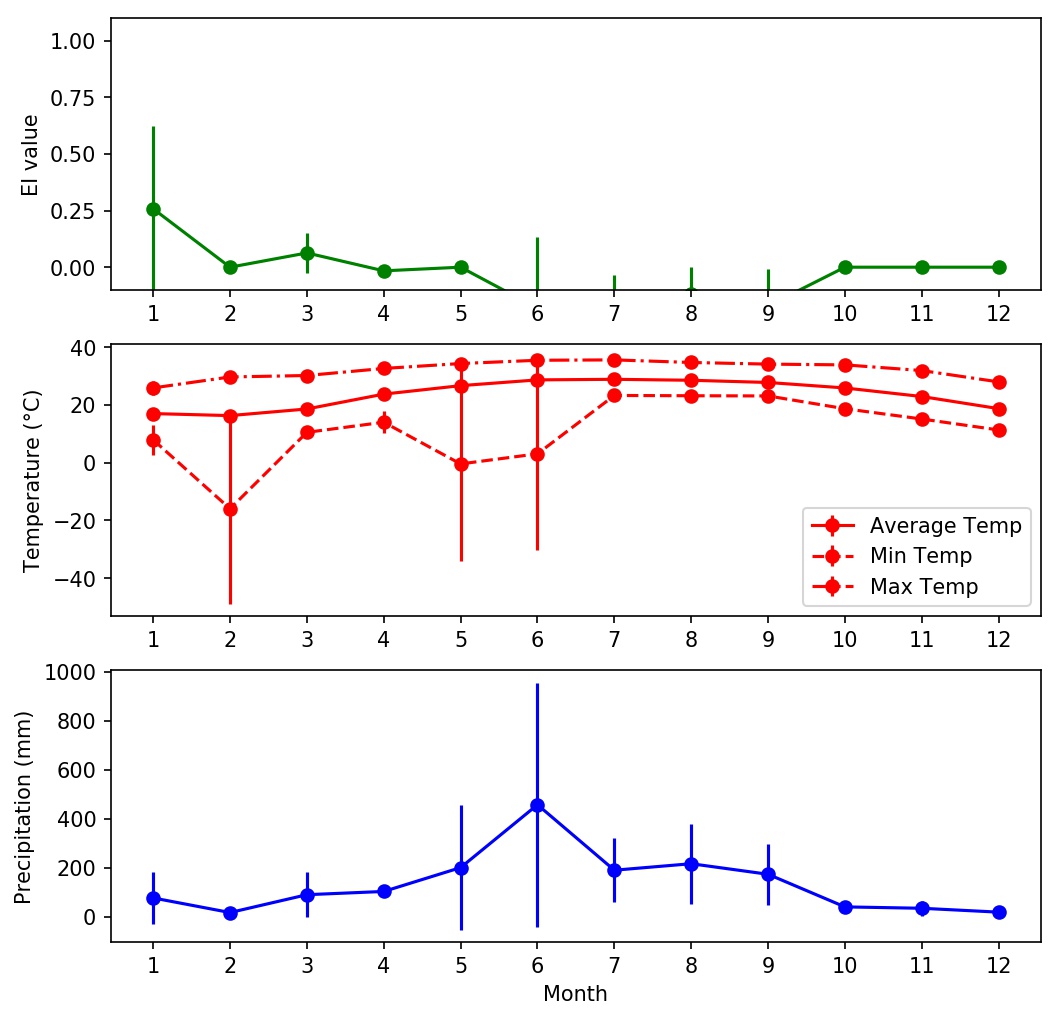 EI value
1.00
0.75
0.50
0.25
0.00
1 2 3 4 5 6 7 8 9 10 11 12
Temperature (°C)
40
20
0
−20
−40
Average Temp
Min Temp
Max Temp
1 2 3 4 5 6 7 8 9 10 11 12
Precipitation (mm)
1000
800
600
400
200
0
1 2 3 4 5 6 7 8 9 10 11 12
Month